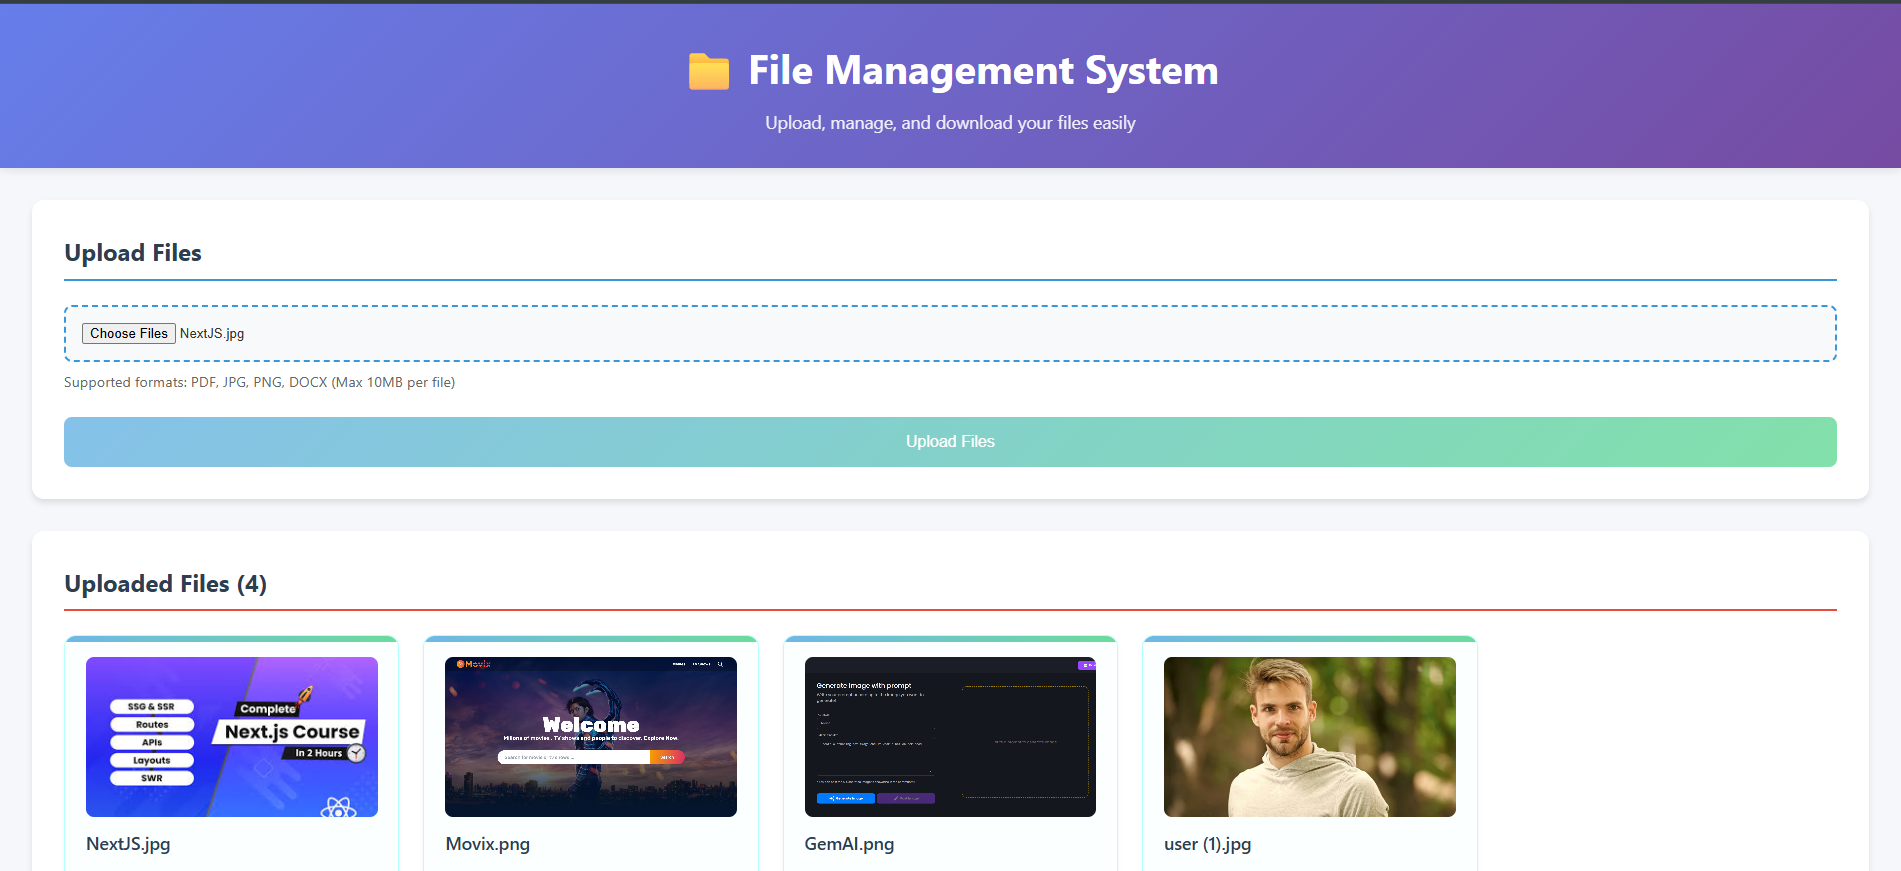 File Management System
Upload, manage, and download your files easily
Upload Files
Choose Files NextJS.jpg
Supported formats: PDF, JPG, PNG, DOCX (Max 10MB per file)
Upload Files
Uploaded Files (4)
SSG & SSR
Routes
APIs
Layouts
SWR
Complete
Next.js Course
In 2 Hours
NextJS.jpg
Movix
Welcome
Millions of movies, TV shows and people to discover. Explore Now.
Search
Movix.png
Generate image with prompt
Generate Image
GemAI.png
user (1).jpg